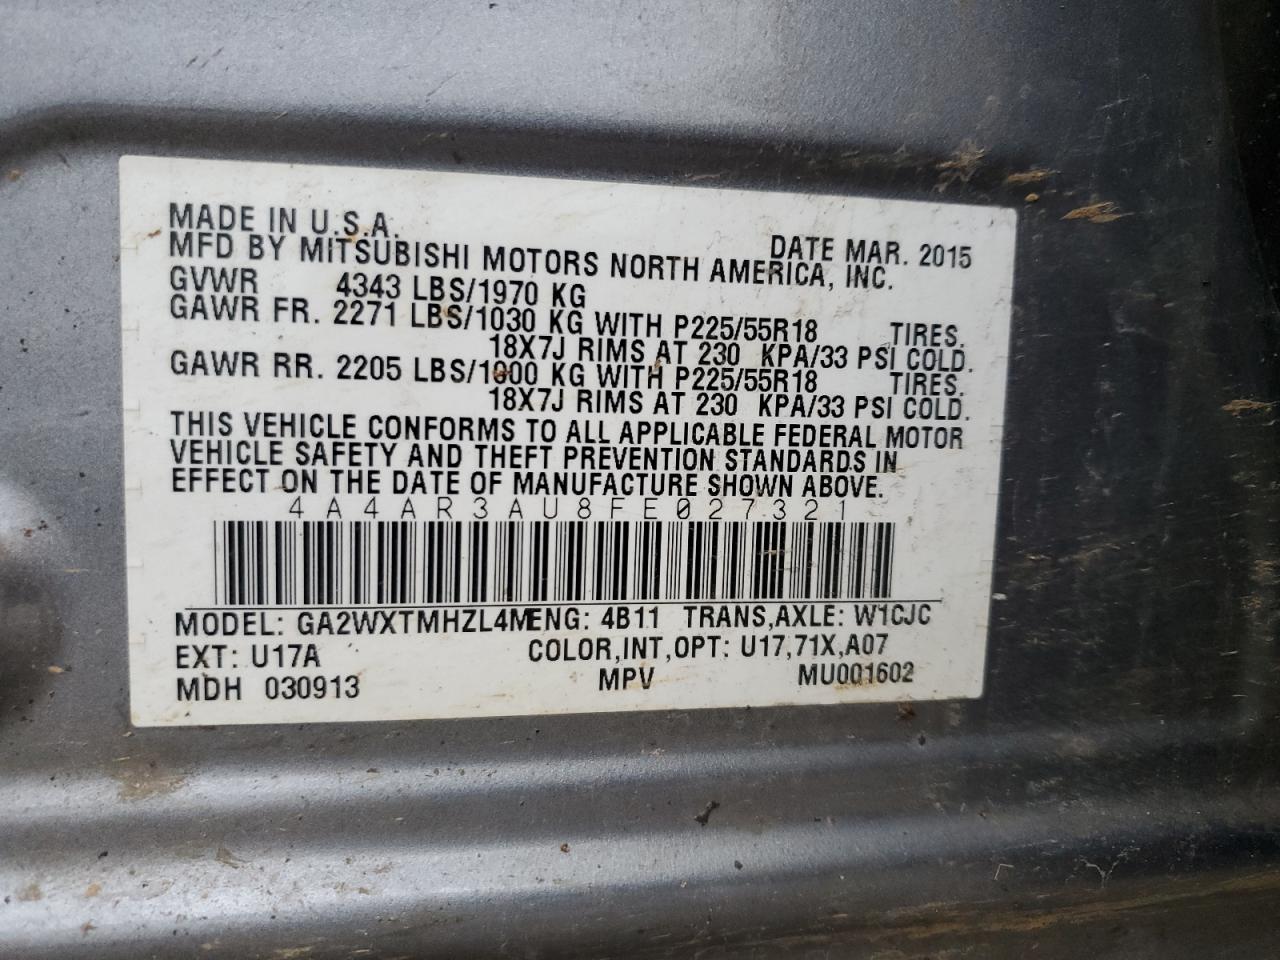 MADE IN U.S.A. DATE MAR. 2015
MFD BY MITSUBISHI MOTORS NORTH AMERICA, INC.
GVWR 4343 LBS/1970 KG
GAWR FR. 2271 LBS/1030 KG WITH P225/55R18 TIRES.
18X7J RIMS AT 230 KPA/33 PSI COLD.
GAWR RR. 2205 LBS/1000 KG WITH P225/55R18 TIRES.
18X7J RIMS AT 230 KPA/33 PSI COLD.
THIS VEHICLE CONFORMS TO ALL APPLICABLE FEDERAL MOTOR
VEHICLE SAFETY AND THEFT PREVENTION STANDARDS IN
EFFECT ON THE DATE OF MANUFACTURE SHOWN ABOVE.
4A4AR3AU8FE027321
MODEL: GA2WXTMHZL4M ENG: 4B11 TRANS,AXLE: W1CJC
EXT: U17A COLOR,INT,OPT: U17,71X,A07
MDH 030913 MPV MU001602